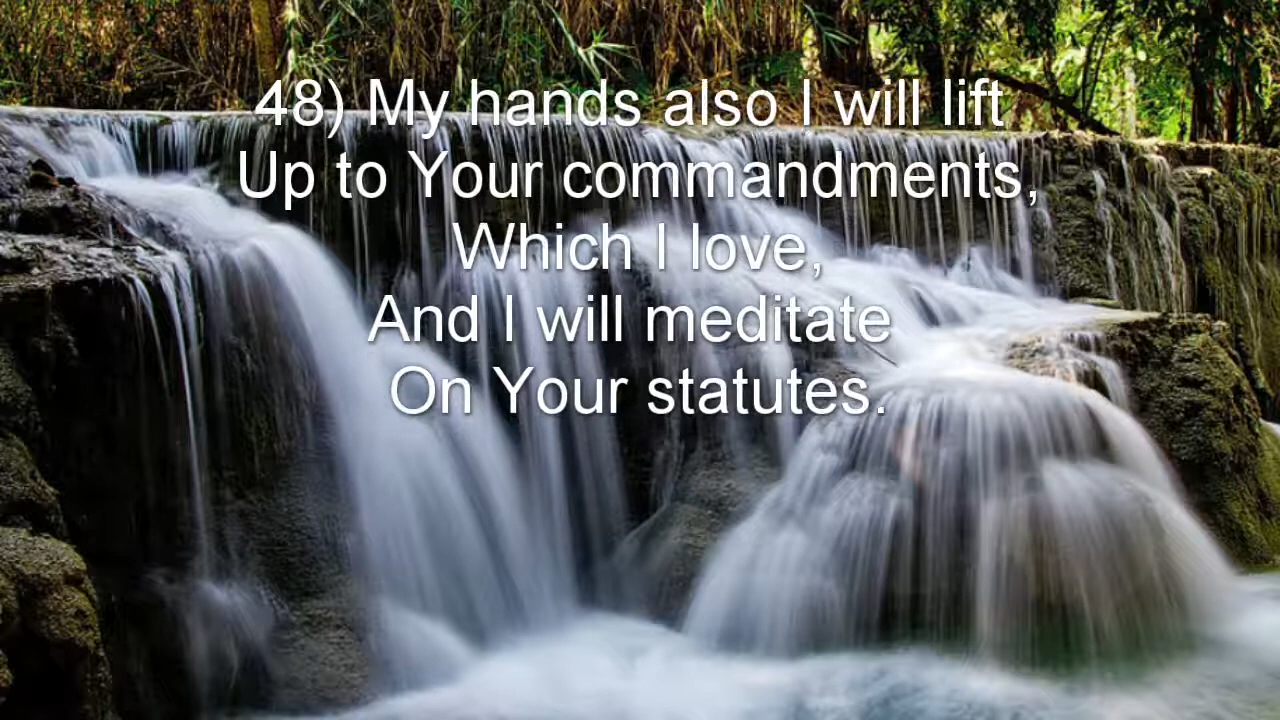 48) My hands also I will lift
Up to Your commandments,
Which I love,
And I will meditate
On Your statutes.